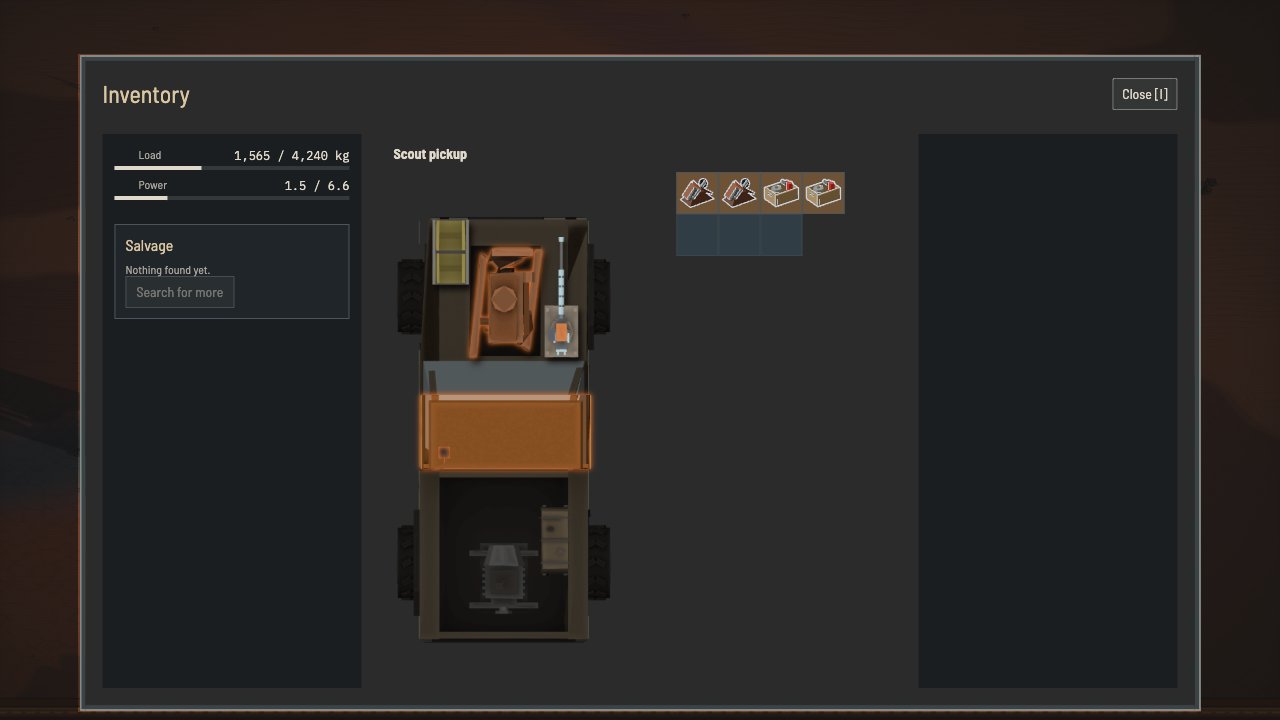 Inventory
Close [I]
Load 1,565 / 4,240 kg
Power 1.5 / 6.6
Salvage
Nothing found yet.
Search for more
Scout pickup